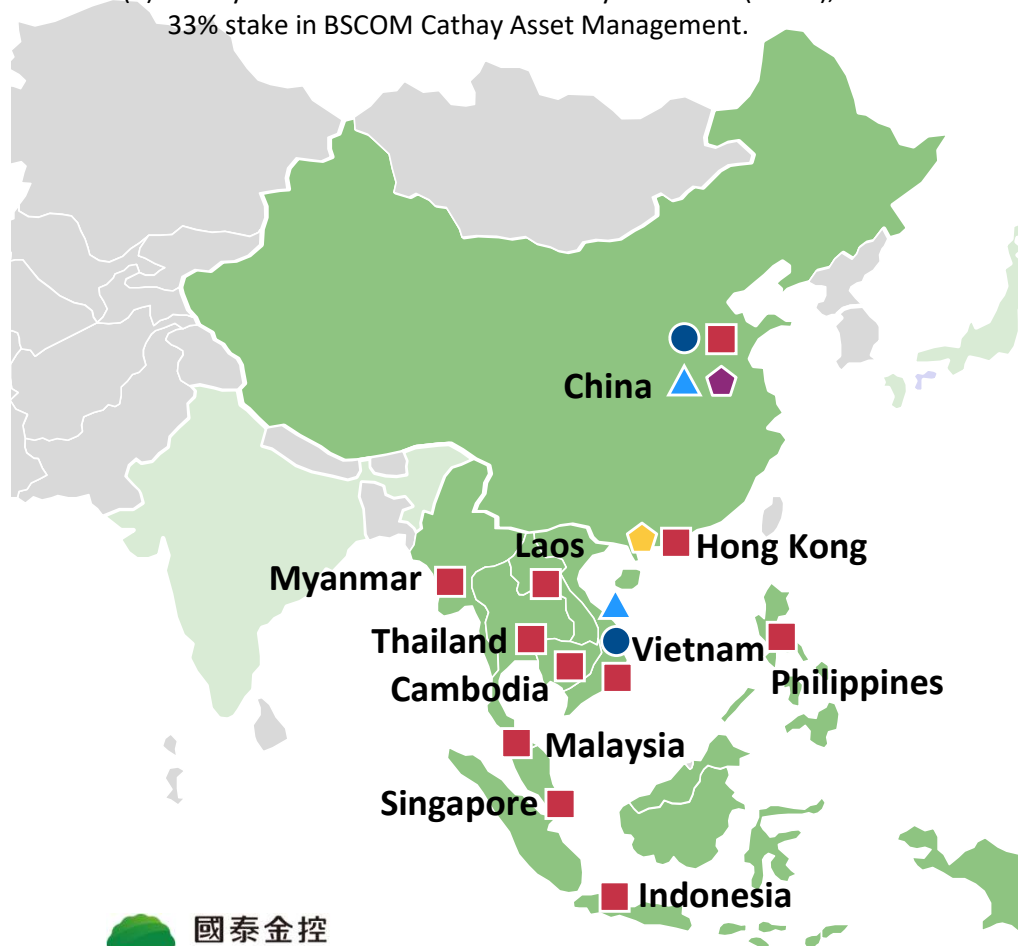 33% stake in BSCOM Cathay Asset Management.
China
Hong Kong
Laos
Myanmar
Thailand
Vietnam
Cambodia
Philippines
Malaysia
Singapore
Indonesia
國泰金控